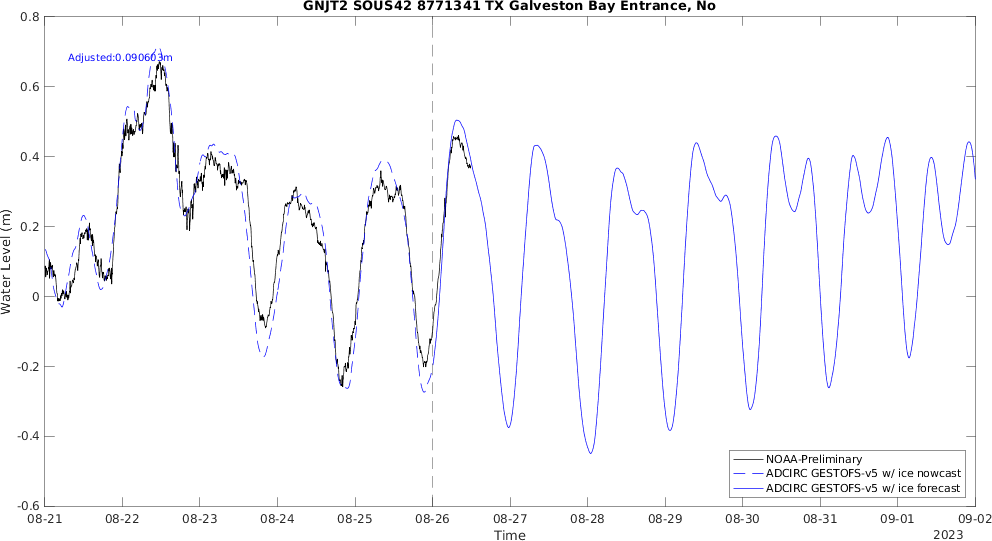 GNJT2 SOUS42 8771341 TX Galveston Bay Entrance, No
Adjusted:0.090603m
Water Level (m)
0.8
0.6
0.4
0.2
0
-0.2
-0.4
-0.6
NOAA-Preliminary
ADCIRC GESTOFS-v5 w/ ice nowcast
ADCIRC GESTOFS-v5 w/ ice forecast
08-21 08-22 08-23 08-24 08-25 08-26 08-27 08-28 08-29 08-30 08-31 09-01 09-02
Time
2023